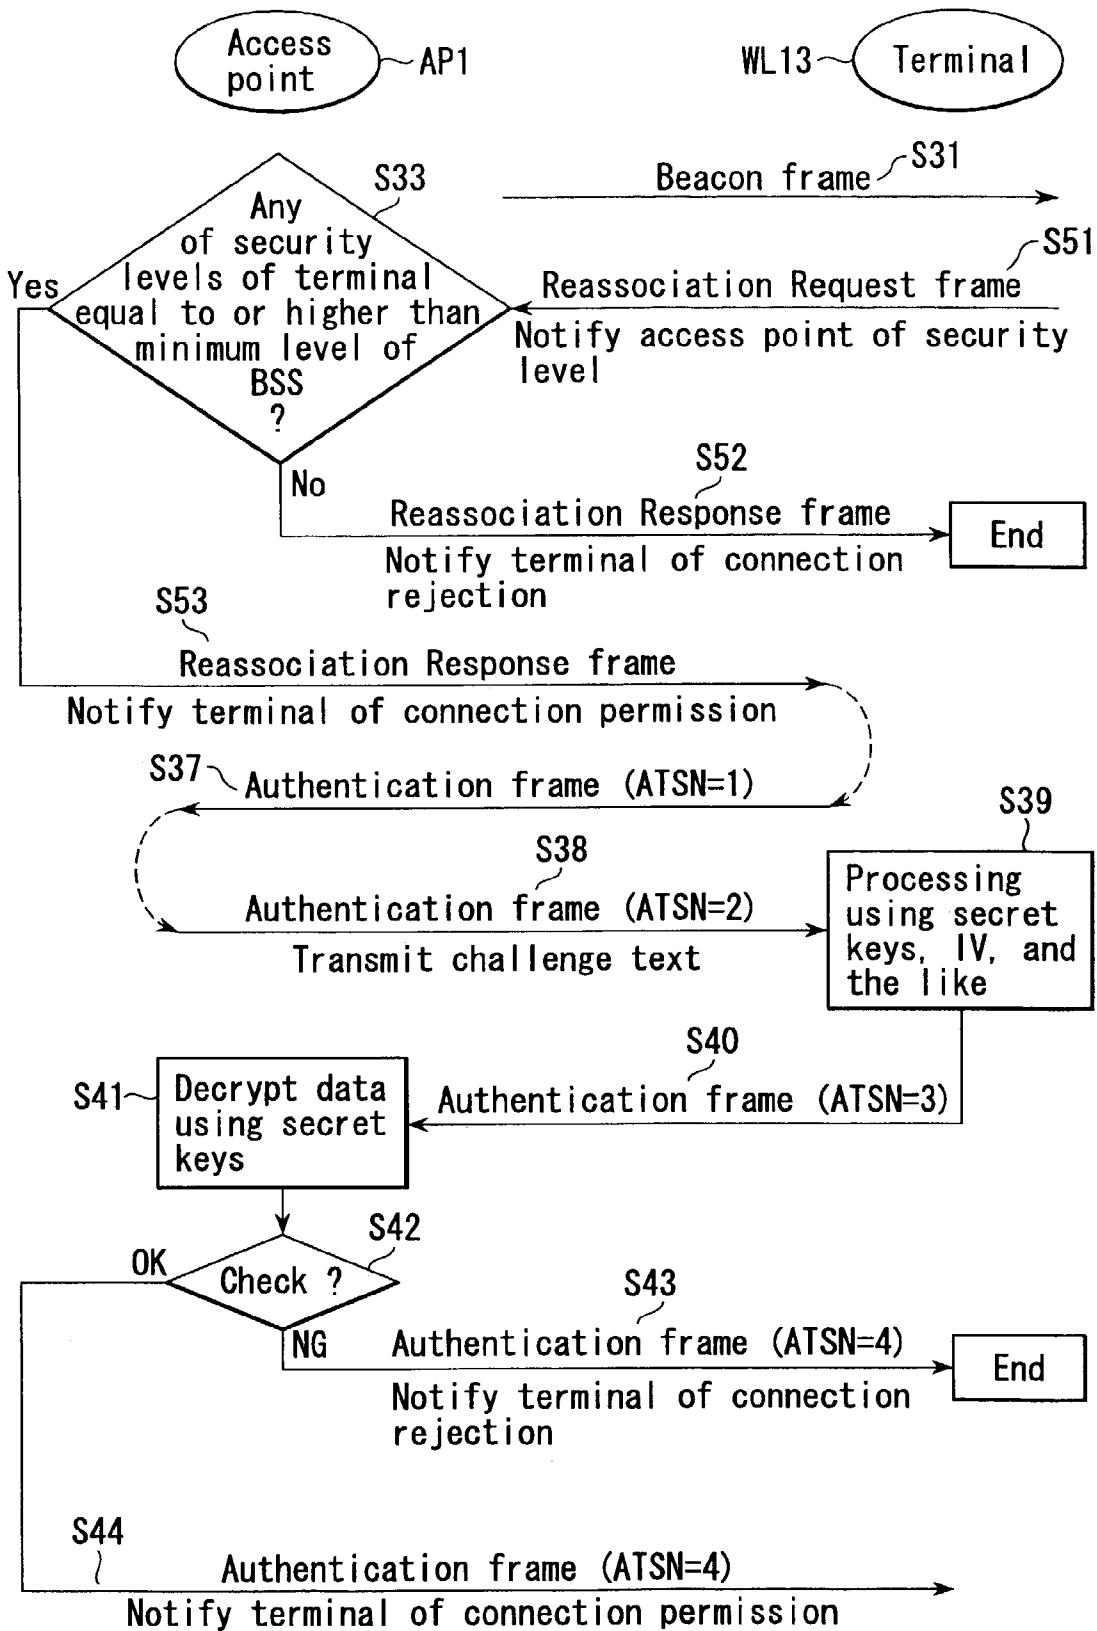 Access
point
AP1
WL13
Terminal
S33
S31
Beacon frame
Any
of security
levels of terminal
equal to or higher than
minimum level of
BSS
?
Yes
S51
Reassociation Request frame
Notify access point of security
level
No
S52
Reassociation Response frame
Notify terminal of connection
rejection
End
S53
Reassociation Response frame
Notify terminal of connection permission
S37
Authentication frame (ATSN=1)
S38
Authentication frame (ATSN=2)
Transmit challenge text
S39
Processing
using secret
keys, IV, and
the like
S40
Authentication frame (ATSN=3)
S41
Decrypt data
using secret
keys
S42
Check ?
OK
NG
S43
Authentication frame (ATSN=4)
Notify terminal of connection
rejection
End
S44
Authentication frame (ATSN=4)
Notify terminal of connection permission